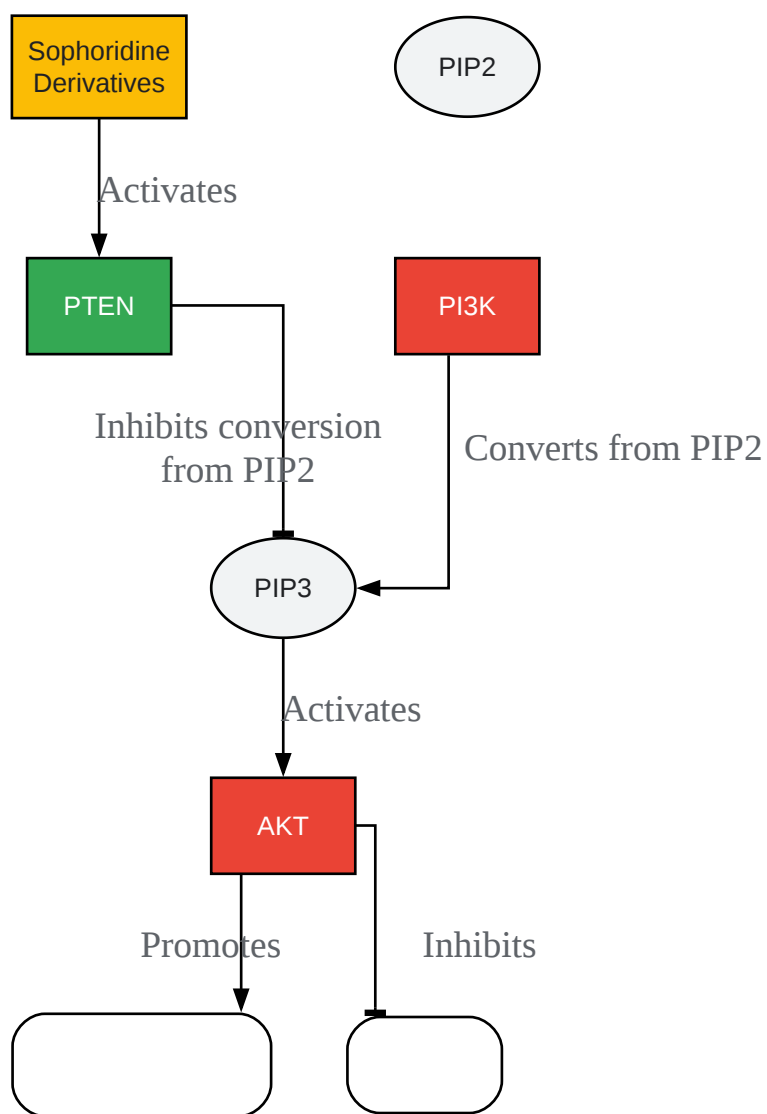 Sophoridine
Derivatives
PIP2
Activates
PTEN
PI3K
Inhibits conversion
from PIP2
Converts from PIP2
PIP3
Activates
AKT
Promotes
Inhibits